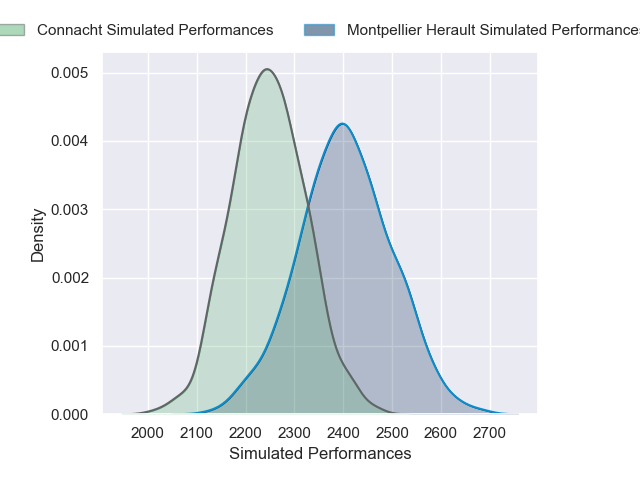 Connacht Simulated Performances
Montpellier Herault Simulated Performances
0.005
0.004
0.003
0.002
0.001
0.000
Density
2000 2100 2200 2300 2400 2500 2600 2700
Simulated Performances